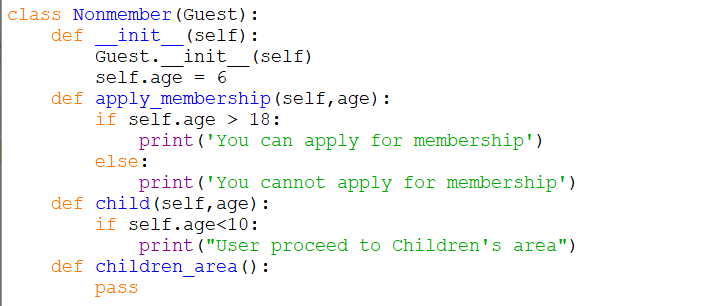 class Nonmember(Guest):
    def __init__(self):
        Guest.__init__(self)
        self.age = 6
    def apply_membership(self,age):
        if self.age > 18:
            print('You can apply for membership')
        else:
            print('You cannot apply for membership')
    def child(self,age):
        if self.age<10:
            print("User proceed to Children's area")
    def children_area():
        pass